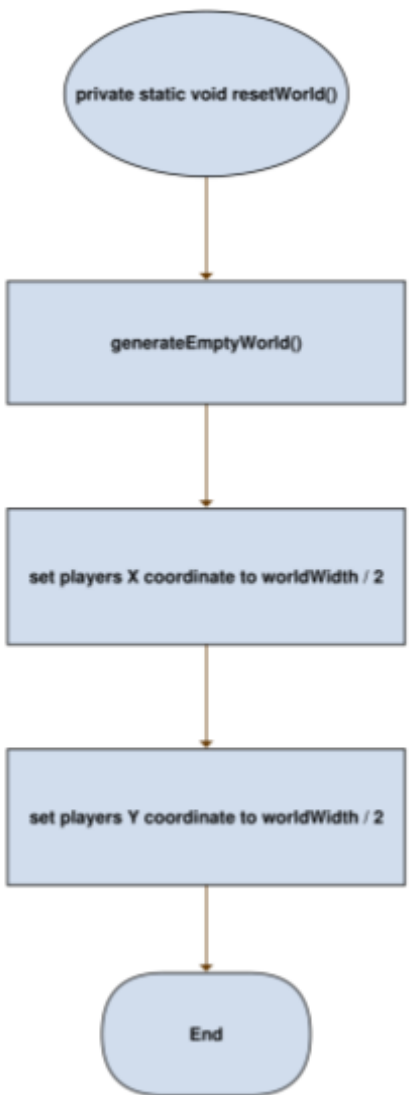 private static void resetWorld()
generateEmptyWorld()
set players X coordinate to worldWidth / 2
set players Y coordinate to worldWidth / 2
End